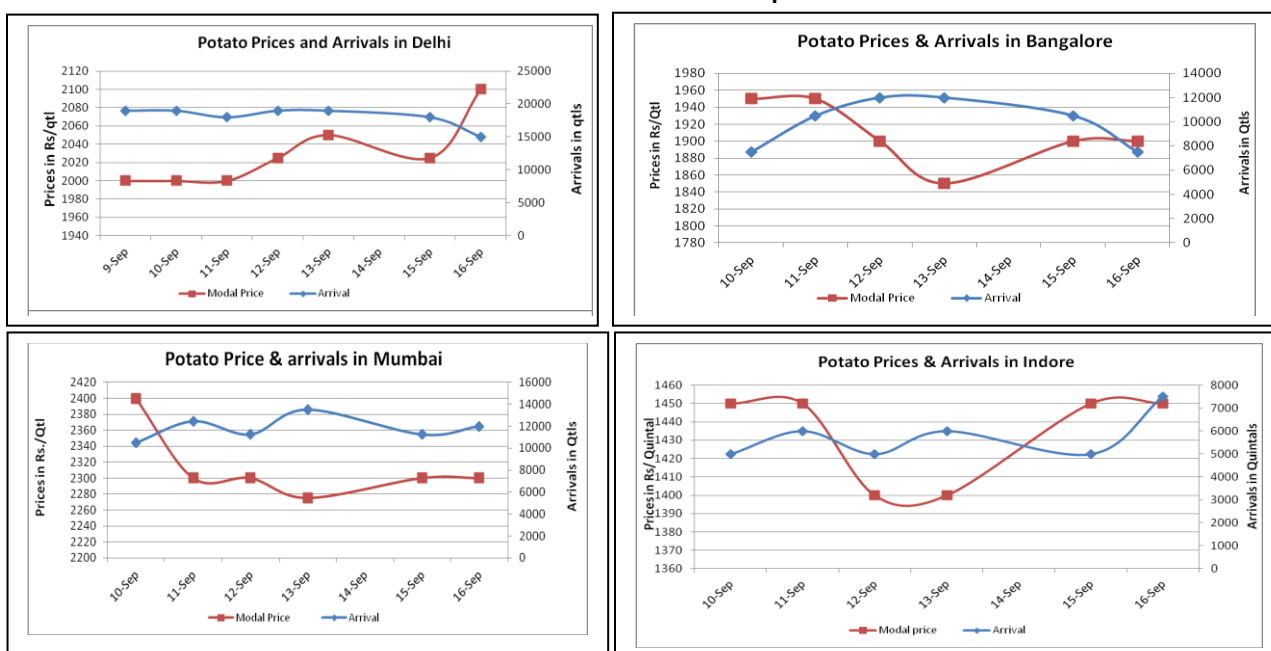 Potato Prices and Arrivals in Delhi
Prices in Rs/qtl
2120
2100
2080
2060
2040
2020
2000
1980
1960
1940
25000
20000
15000
10000
5000
0
Arrivals in qtls
9-Sep
10-Sep
11-Sep
12-Sep
13-Sep
14-Sep
15-Sep
16-Sep
Modal Price
Arrival
Potato Prices & Arrivals in Bangalore
Prices in Rs/Qtl
1980
1960
1940
1920
1900
1880
1860
1840
1820
1800
1780
14000
12000
10000
8000
6000
4000
2000
0
Arrivals in Qtls
10-Sep
11-Sep
12-Sep
13-Sep
14-Sep
15-Sep
16-Sep
Modal Price
Arrival
Potato Price & arrivals in Mumbai
Prices in Rs./Qtl
2420
2400
2380
2360
2340
2320
2300
2280
2260
2240
2220
2200
16000
14000
12000
10000
8000
6000
4000
2000
0
Arrivals in Qtls
10-Sep
11-Sep
12-Sep
13-Sep
14-Sep
15-Sep
16-Sep
Modal Price
Arrival
Potato Prices & Arrivals in Indore
Prices in Rs/ Quintal
1460
1450
1440
1430
1420
1410
1400
1390
1380
1370
1360
8000
7000
6000
5000
4000
3000
2000
1000
0
Arrivals in Quintals
10-Sep
11-Sep
12-Sep
13-Sep
14-Sep
15-Sep
16-Sep
Modal price
Arrival